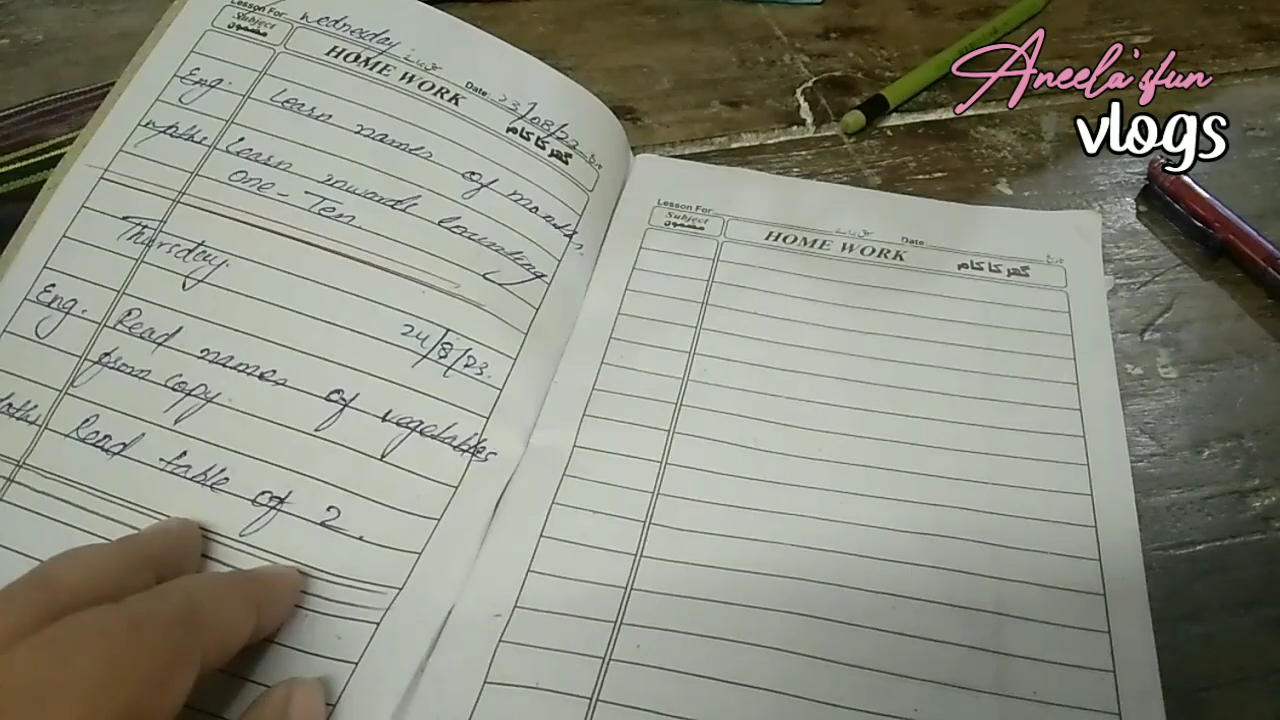 Lesson For Wednesday Date: 23/08/23
Subject
مضمون
HOME WORK
گھر کا کام
Eng. Learn names of months.
Maths Learn inwards counting
one - Ten.
Thursday.
24/8/23.
Eng. Read names of vegetables
from copy.
Maths Read table of 2.
Lesson For
Date
Subject
مضمون
HOME WORK
گھر کا کام
Aneela'sfun
vlogs